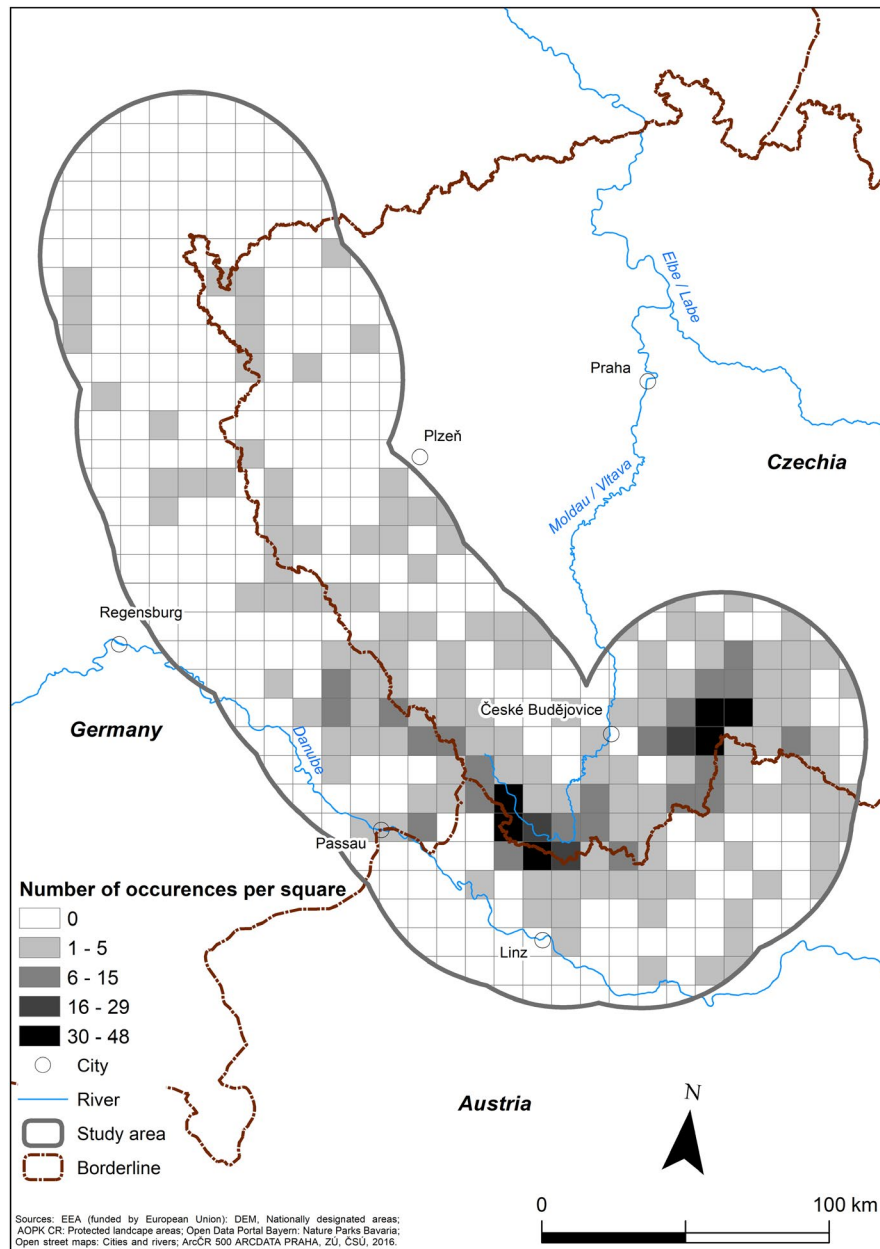 Elbe / Labe
Praha
Plzeň
Czechia
Moldau / Vltava
Regensburg
České Budějovice
Germany
Danube
Passau
Number of occurences per square
0
1 - 5
6 - 15
16 - 29
30 - 48
City
River
Study area
Borderline
Linz
Austria
N
0 100 km
Sources: EEA (funded by European Union): DEM, Nationally designated areas;
AOPK CR: Protected landcape areas; Open Data Portal Bayern: Nature Parks Bavaria;
Open street maps: Cities and rivers; ArcČR 500 ARCDATA PRAHA, ZÚ, ČSÚ, 2016.